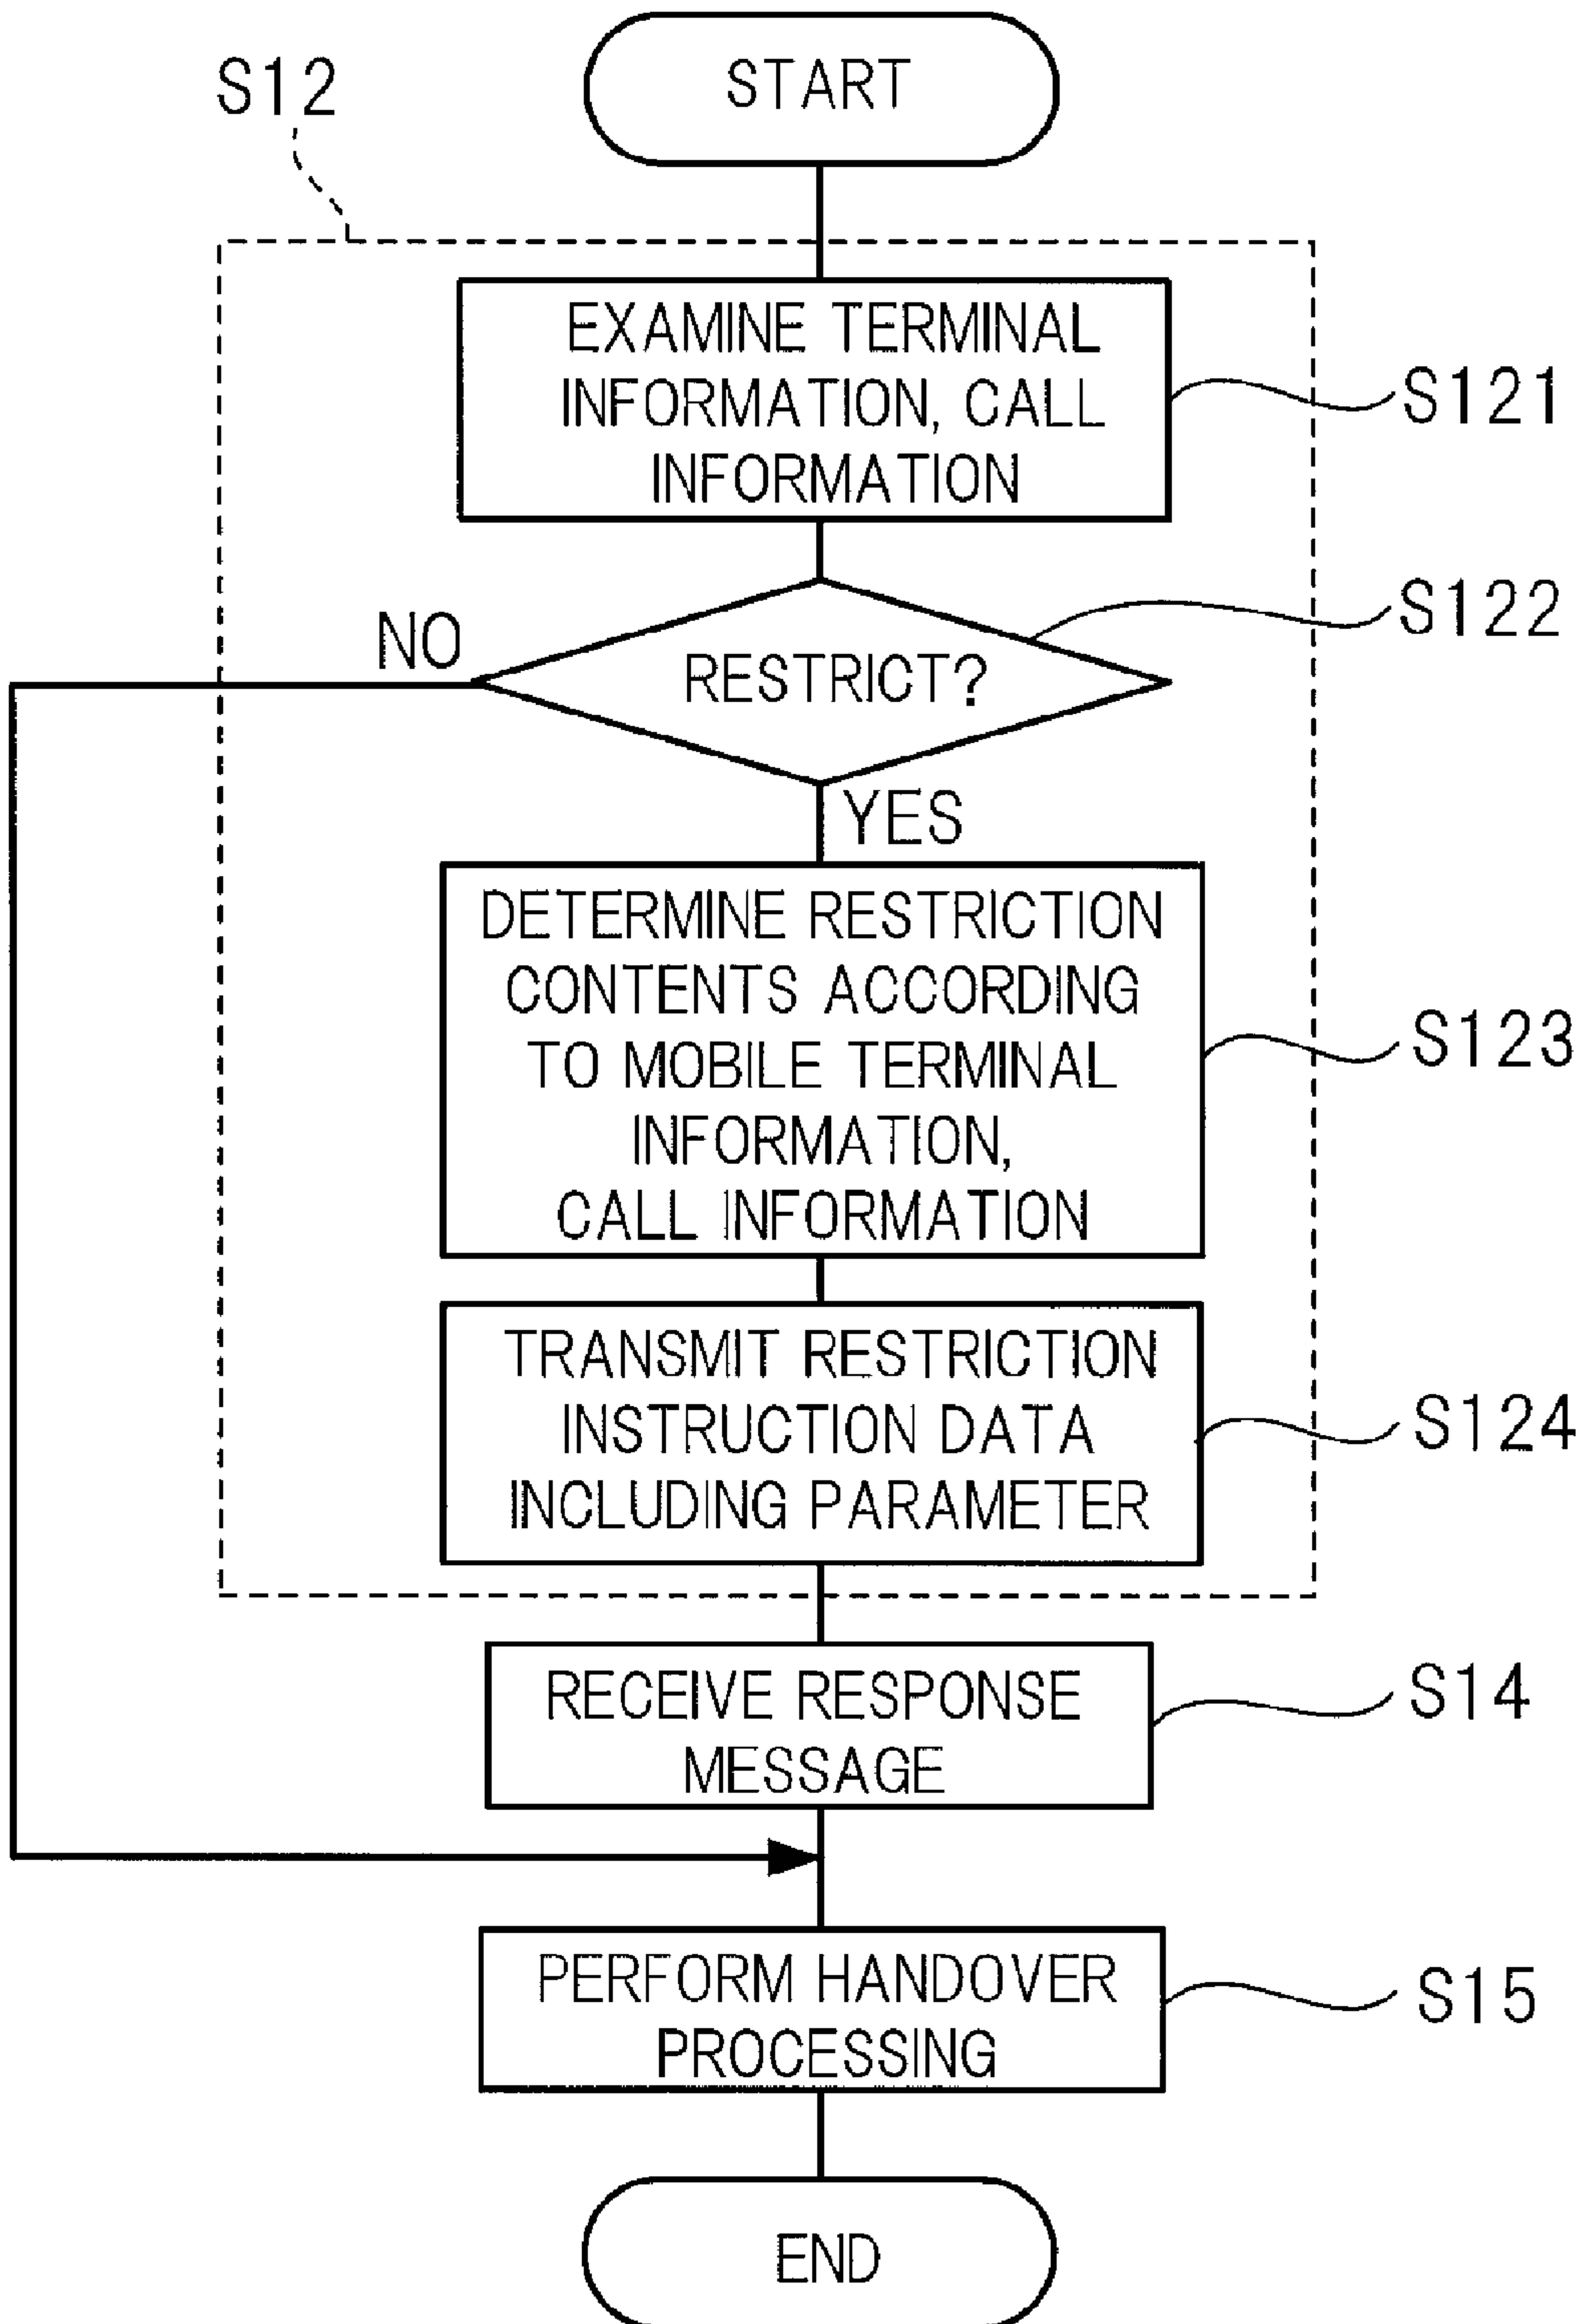 START
S12
EXAMINE TERMINAL
INFORMATION, CALL
INFORMATION
S121
S122
NO
RESTRICT?
YES
DETERMINE RESTRICTION
CONTENTS ACCORDING
TO MOBILE TERMINAL
INFORMATION,
CALL INFORMATION
S123
TRANSMIT RESTRICTION
INSTRUCTION DATA
INCLUDING PARAMETER
S124
RECEIVE RESPONSE
MESSAGE
S14
PERFORM HANDOVER
PROCESSING
S15
END